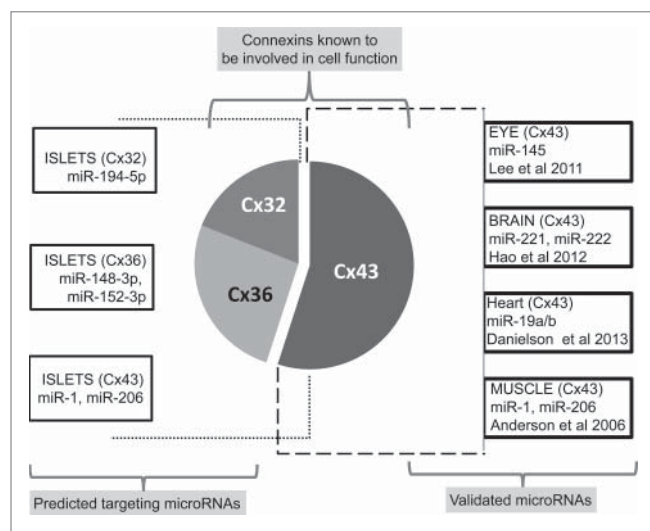 Connexins known to
be involved in cell function
ISLETS (Cx32)
miR-194-5p
ISLETS (Cx36)
miR-148-3p,
miR-152-3p
ISLETS (Cx43)
miR-1, miR-206
Cx32
Cx36
Cx43
EYE (Cx43)
miR-145
Lee et al 2011
BRAIN (Cx43)
miR-221, miR-222
Hao et al 2012
Heart (Cx43)
miR-19a/b
Danielson et al 2013
MUSCLE (Cx43)
miR-1, miR-206
Anderson et al 2006
Predicted targeting microRNAs
Validated microRNAs